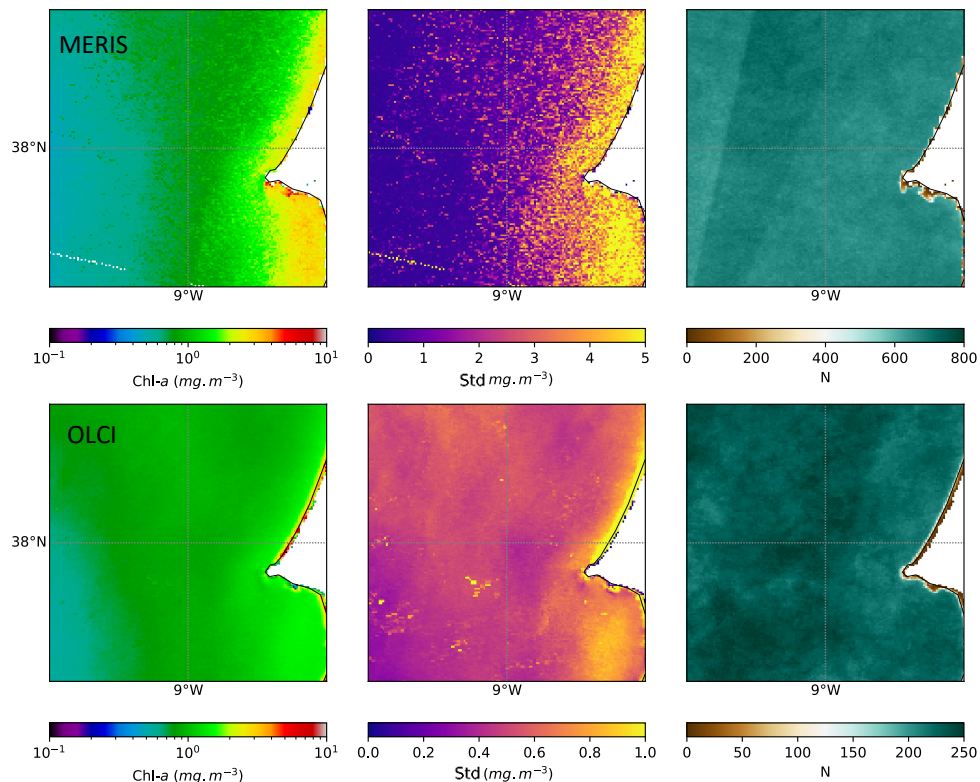 MERIS
38°N
9°W
9°W
9°W
10⁻¹ 10⁰ 10¹
Chl-a (mg.m⁻³)
0 1 2 3 4 5
Std mg.m⁻³)
0 200 400 600 800
N
OLCI
38°N
9°W
9°W
9°W
10⁻¹ 10⁰ 10¹
Chl-a (mg.m⁻³)
0.0 0.2 0.4 0.6 0.8 1.0
Std (mg.m⁻³)
0 50 100 150 200 250
N